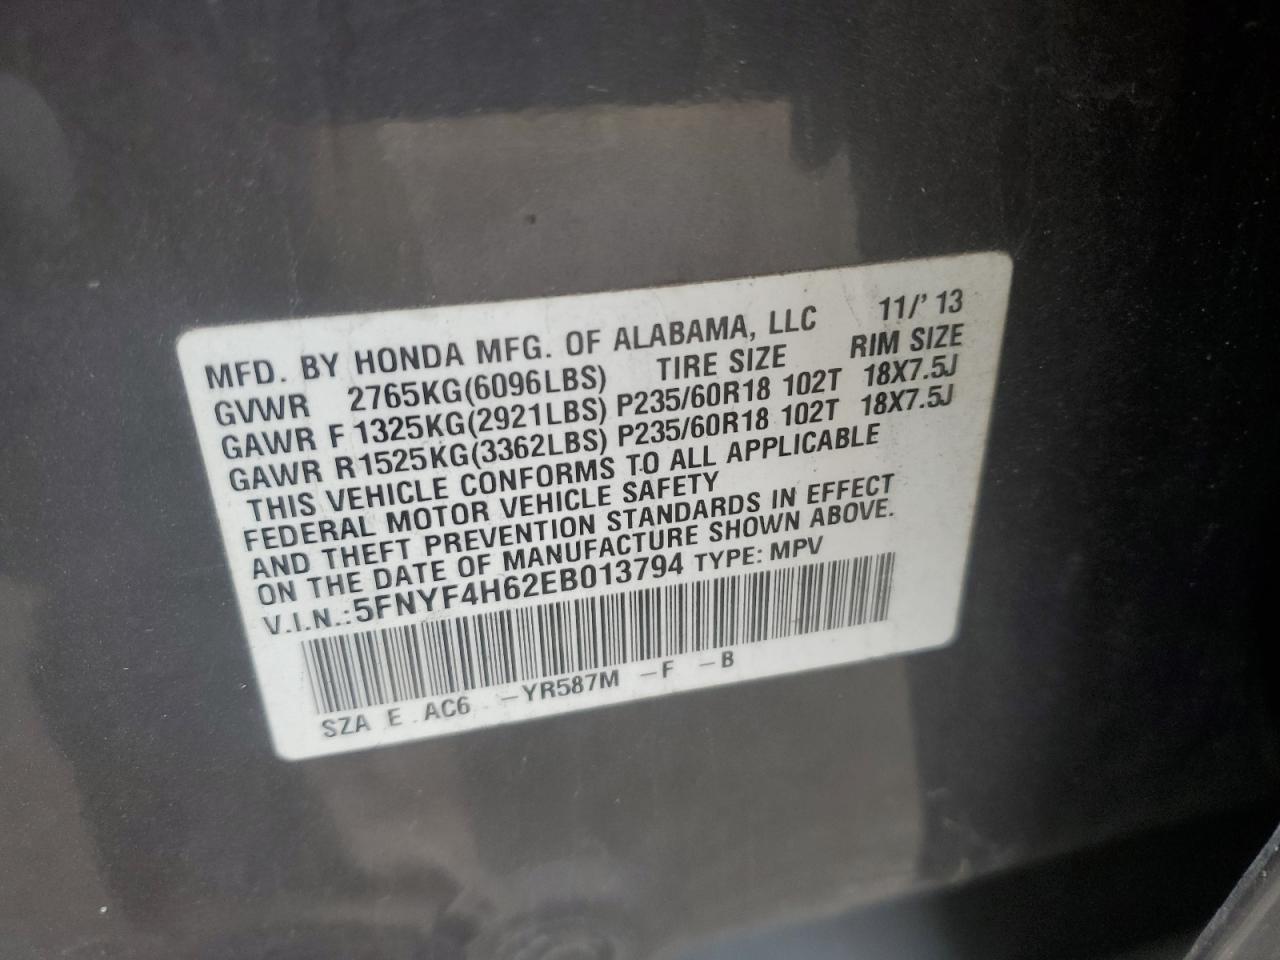 MFD. BY HONDA MFG. OF ALABAMA, LLC 11/' 13
GVWR 2765KG(6096LBS) TIRE SIZE RIM SIZE
GAWR F 1325KG(2921LBS) P235/60R18 102T 18X7.5J
GAWR R1525KG(3362LBS) P235/60R18 102T 18X7.5J
THIS VEHICLE CONFORMS TO ALL APPLICABLE
FEDERAL MOTOR VEHICLE SAFETY
AND THEFT PREVENTION STANDARDS IN EFFECT
ON THE DATE OF MANUFACTURE SHOWN ABOVE.
V.I.N.:5FNYF4H62EB013794 TYPE: MPV
SZA E AC6 -YR587M -F -B